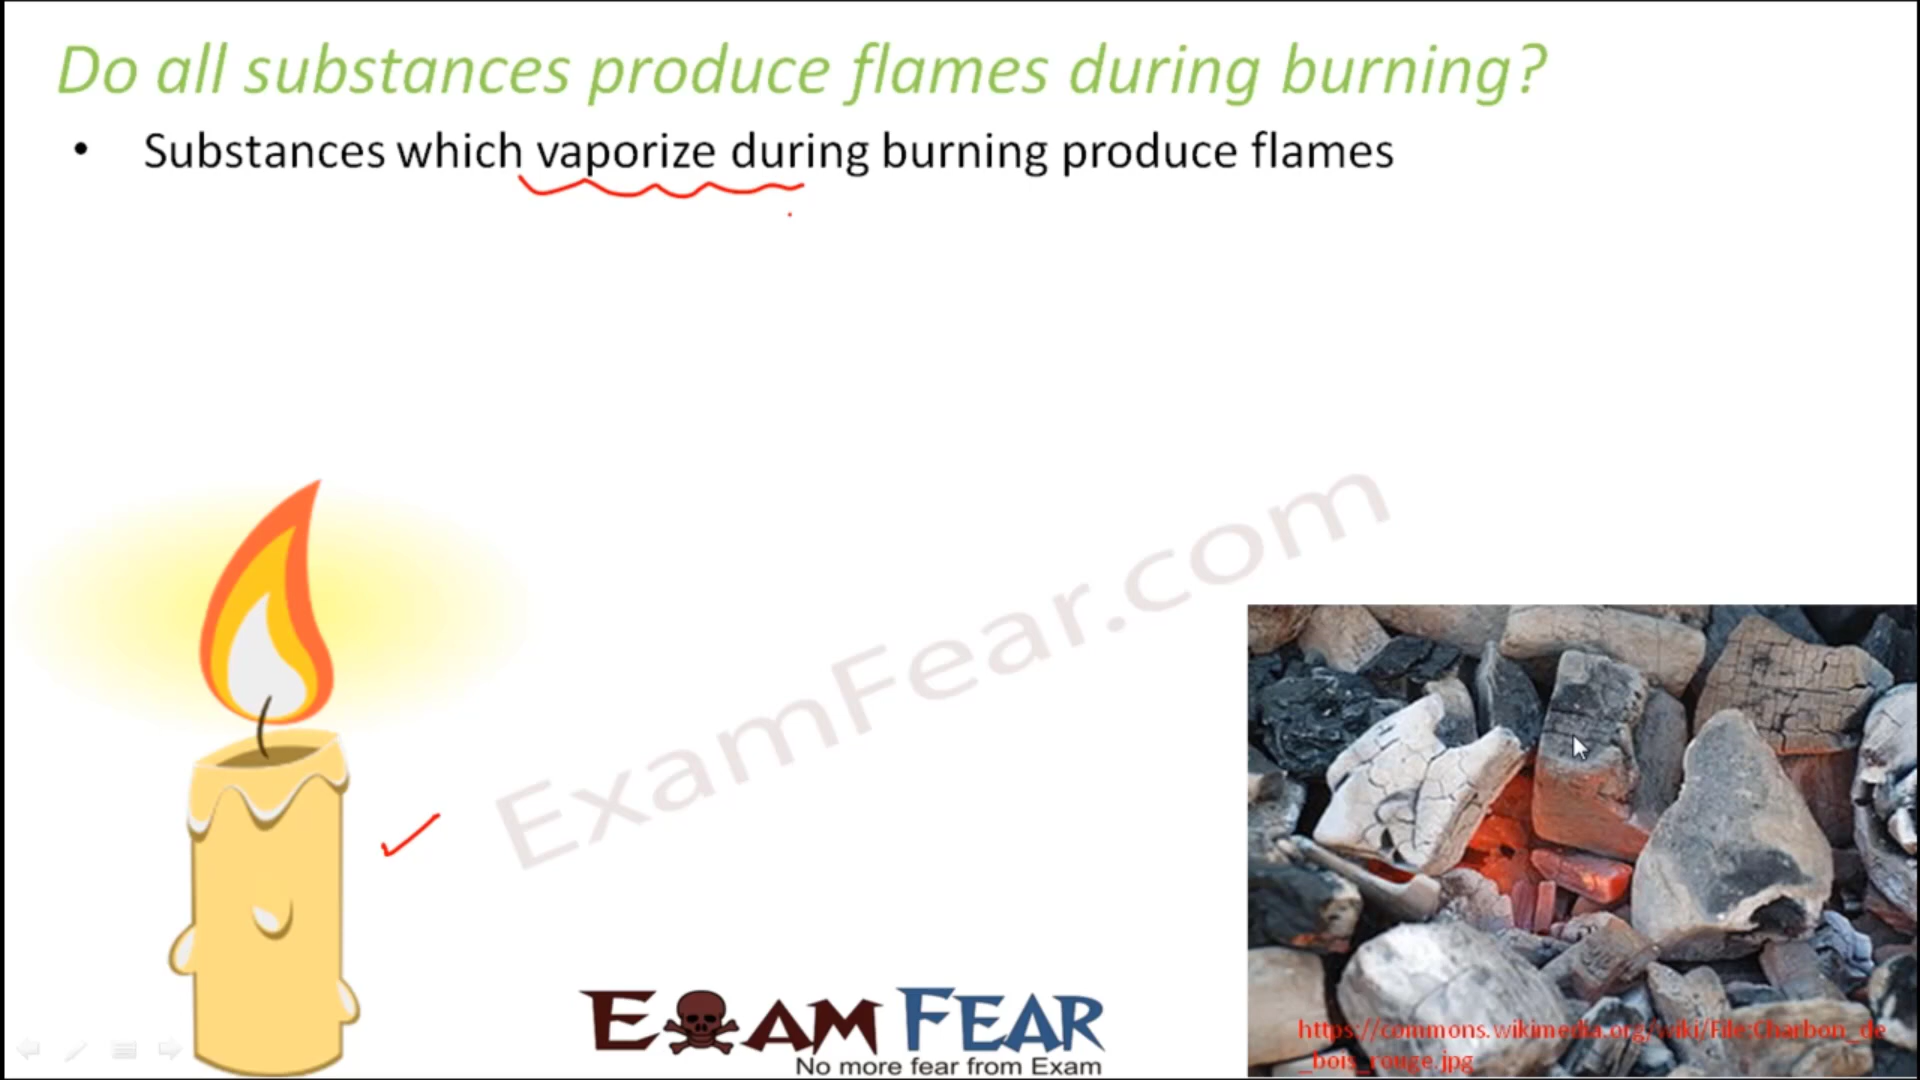 Do all substances produce flames during burning?
• Substances which vaporize during burning produce flames
ExamFear.com
EXAM FEAR
No more fear from Exam
https://commons.wikimedia.org/wiki/File:Charbon_de
_bois_rouge.jpg